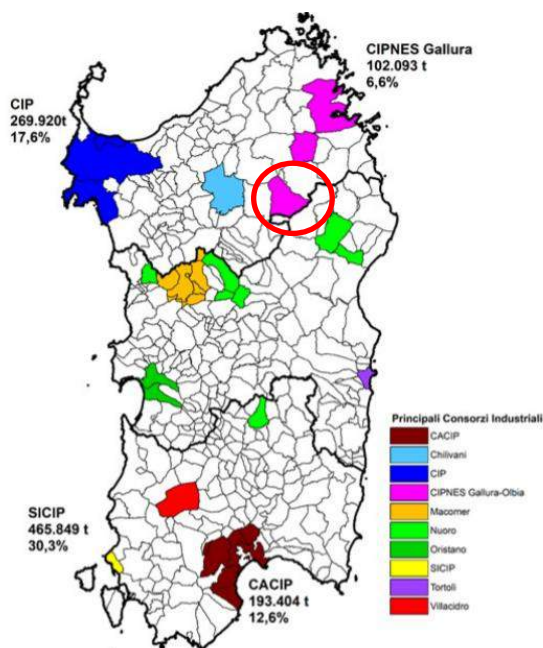 CIPNES Gallura
102.093 t
6,6%
CIP
269.920t
17,6%
SICIP
465.849 t
30,3%
CACIP
193.404 t
12,6%
Principali Consorzi Industriali
CACIP
Chilivani
CIP
CIPNES Gallura-Olbia
Macomer
Nuoro
Oristano
SICIP
Tortoli
Villacidro